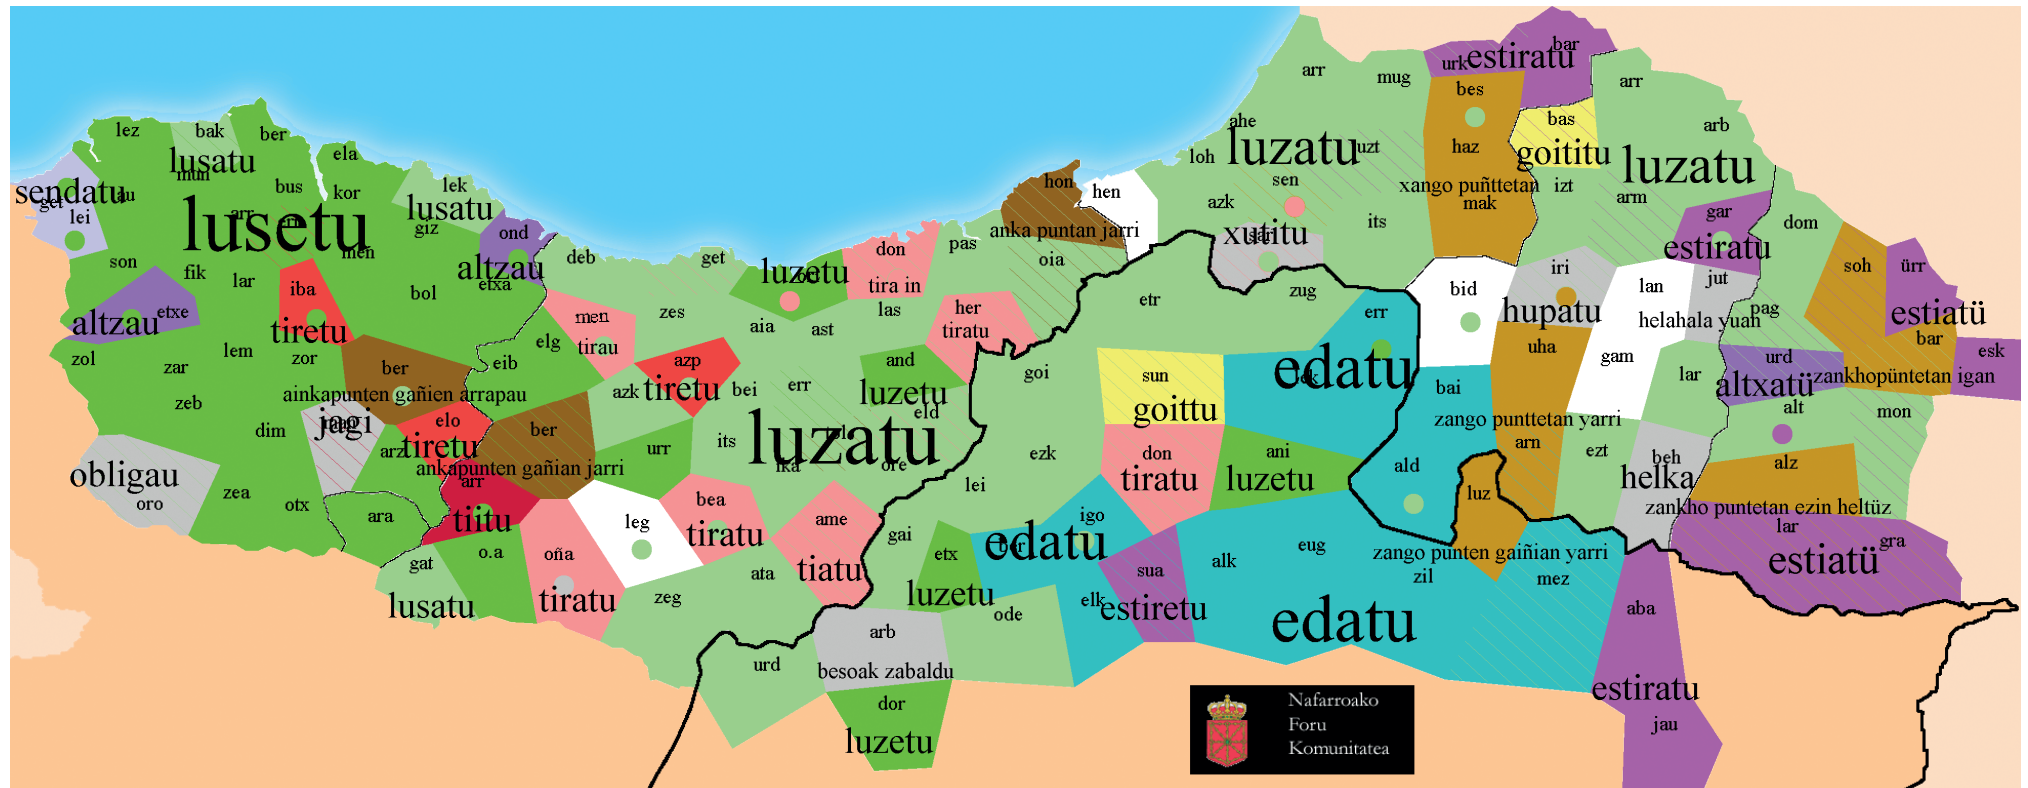 bar
estiratu
urk
arr
mug
bes
arr
lez
bak
ber
bas
ahe
arb
lusatu
ela
luzatu
uzt
haz
goititu
loh
luzatu
mun
sen
hon
sendatu
bus
kor
lek
hen
xango puñttetan
izt
au
lei
lusatu
azk
mak
arm
gar
arr
lusetu
giz
ond
anka puntan jarri
xutitu
its
estiratu
dom
men
don
pas
son
fik
lar
iba
altzau
deb
get
luzetu
oia
iri
soh
ürr
etxa
bol
tira in
zug
bid
lan
jut
etxe
altzau
tiretu
men
zes
las
her
etr
err
hupatu
helahala yuan
pag
estiatü
tirau
aia
ast
tiratu
zol
lem
zor
eib
elg
azp
and
uha
gam
urd
bar
esk
zar
ber
azk
tiretu
bei
err
luzetu
goi
sun
edatu
bai
lar
altxatü
zankhopüntetan igan
ainkapunten gañien arrapau
zeb
jagi
elo
goittu
zango punttetan yarri
alt
mon
dim
tiretu
ber
its
eld
ani
arn
luzatu
arz
urr
ezk
don
ezt
obligau
ankapunten gañian jarri
ore
tiratu
luzetu
ald
beh
helka
alz
oro
zea
otx
arr
ara
tiitu
leg
bea
tiratu
ame
lei
igo
luz
zankho puntetan ezin heltüz
lar
gat
o.a
oña
gai
etx
edatu
eug
zango punten gaiñian yarri
gra
estiatü
lusatu
tiratu
zeg
ata
tiatu
luzetu
sua
alk
zil
mez
elk
estiretu
aba
arb
ode
edatu
urd
besoak zabaldu
estiratu
dor
jau
luzetu
Nafarroako
Foru
Komunitatea